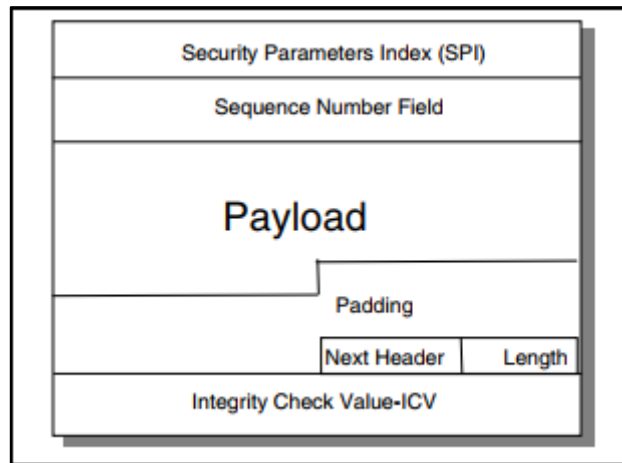 Security Parameters Index (SPI)
Sequence Number Field
Payload
Padding
Next Header Length
Integrity Check Value-ICV